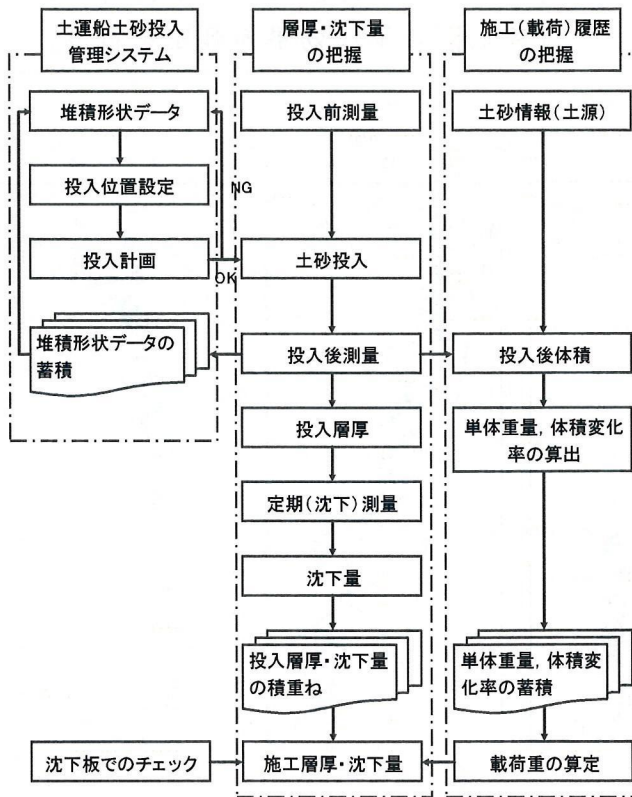 土運船土砂投入
管理システム
堆積形状データ
投入位置設定
投入計画
堆積形状データの
蓄積
NG
OK
層厚・沈下量
の把握
投入前測量
土砂投入
投入後測量
投入層厚
定期(沈下)測量
沈下量
投入層厚・沈下量
の積重ね
施工層厚・沈下量
沈下板でのチェック
施工(載荷)履歴
の把握
土砂情報(土源)
投入後体積
単体重量,体積変化
率の算出
単体重量,体積変
化率の蓄積
載荷重の算定